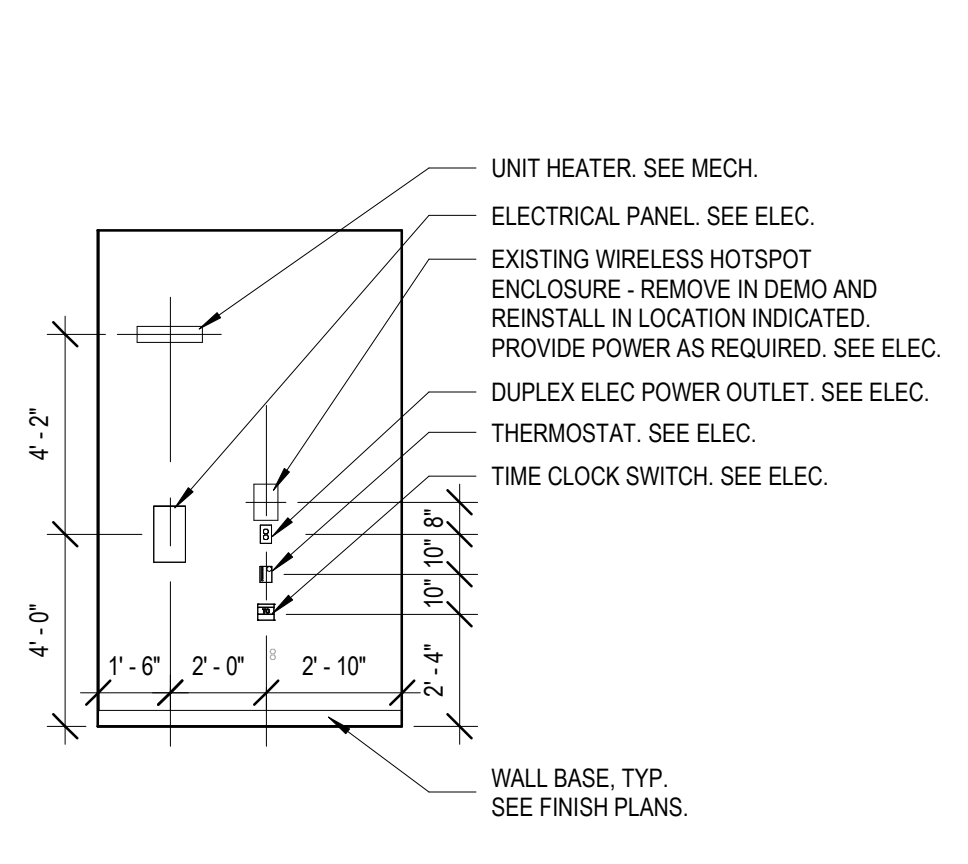 UNIT HEATER. SEE MECH.
ELECTRICAL PANEL. SEE ELEC.
EXISTING WIRELESS HOTSPOT
ENCLOSURE - REMOVE IN DEMO AND
REINSTALL IN LOCATION INDICATED.
PROVIDE POWER AS REQUIRED. SEE ELEC.
DUPLEX ELEC POWER OUTLET. SEE ELEC.
THERMOSTAT. SEE ELEC.
TIME CLOCK SWITCH. SEE ELEC.
4' - 2"
4' - 0"
8"
10"
10"
2' - 4"
1' - 6"
2' - 0"
2' - 10"
WALL BASE, TYP.
SEE FINISH PLANS.